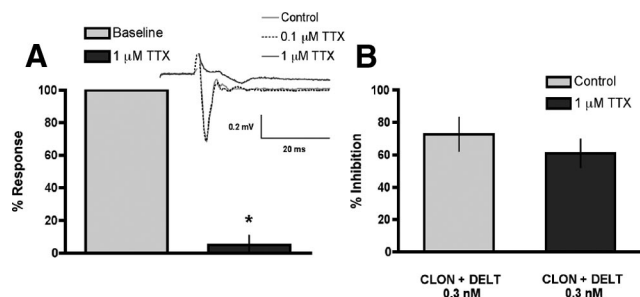 A
Baseline
1 µM TTX
Control
0.1 µM TTX
1 µM TTX
0.2 mV
20 ms
% Response
100
80
60
40
20
0
*
B
Control
1 µM TTX
% Inhibition
100
80
60
40
20
0
CLON + DELT
0.3 nM
CLON + DELT
0.3 nM